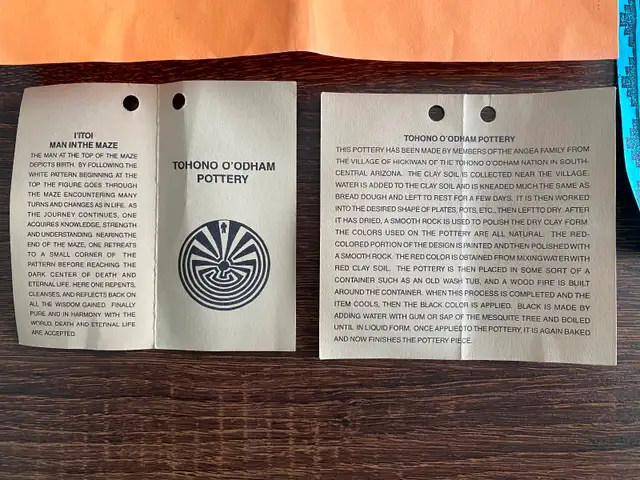 I'ITOI
MAN IN THE MAZE
THE MAN AT THE TOP OF THE MAZE
DEPICTS BIRTH. BY FOLLOWING THE
WHITE PATTERN BEGINNING AT THE
TOP THE FIGURE GOES THROUGH
THE MAZE ENCOUNTERING MANY
TURNS AND CHANGES AS IN LIFE. AS
THE JOURNEY CONTINUES, ONE
ACQUIRES KNOWLEDGE, STRENGTH
AND UNDERSTANDING. NEARING THE
END OF THE MAZE, ONE RETREATS
TO A SMALL CORNER OF THE
PATTERN BEFORE REACHING THE
DARK CENTER OF DEATH AND
ETERNAL LIFE. HERE ONE REPENTS,
CLEANSES, AND REFLECTS BACK ON
ALL THE WISDOM GAINED. FINALLY
PURE AND IN HARMONY WITH THE
WORLD, DEATH AND ETERNAL LIFE
ARE ACCEPTED.
TOHONO O'ODHAM
POTTERY
TOHONO O'ODHAM POTTERY
THIS POTTERY HAS BEEN MADE BY MEMBERS OF THE ANGEA FAMILY FROM
THE VILLAGE OF HICKIWAN OF THE TOHONO O'ODHAM NATION IN SOUTH-
CENTRAL ARIZONA. THE CLAY SOIL IS COLLECTED NEAR THE VILLAGE.
WATER IS ADDED TO THE CLAY SOIL AND IS KNEADED MUCH THE SAME AS
BREAD DOUGH AND LEFT TO REST FOR A FEW DAYS. IT IS THEN WORKED
INTO THE DESIRED SHAPE OF PLATES, POTS, ETC., THEN LEFT TO DRY. AFTER
IT HAS DRIED, A SMOOTH ROCK IS USED TO POLISH THE DRY CLAY FORM.
THE COLORS USED ON THE POTTERY ARE ALL NATURAL. THE RED-
COLORED PORTION OF THE DESIGN IS PAINTED AND THEN POLISHED WITH
A SMOOTH ROCK. THE RED COLOR IS OBTAINED FROM MIXING WATER WITH
RED CLAY SOIL. THE POTTERY IS THEN PLACED IN SOME SORT OF A
CONTAINER SUCH AS AN OLD WASH TUB, AND A WOOD FIRE IS BUILT
AROUND THE CONTAINER. WHEN THIS PROCESS IS COMPLETED AND THE
ITEM COOLS, THEN THE BLACK COLOR IS APPLIED. BLACK IS MADE BY
ADDING WATER WITH GUM OR SAP OF THE MESQUITE TREE AND BOILED
UNTIL IN LIQUID FORM. ONCE APPLIED TO THE POTTERY, IT IS AGAIN BAKED
AND NOW FINISHES THE POTTERY PIECE.